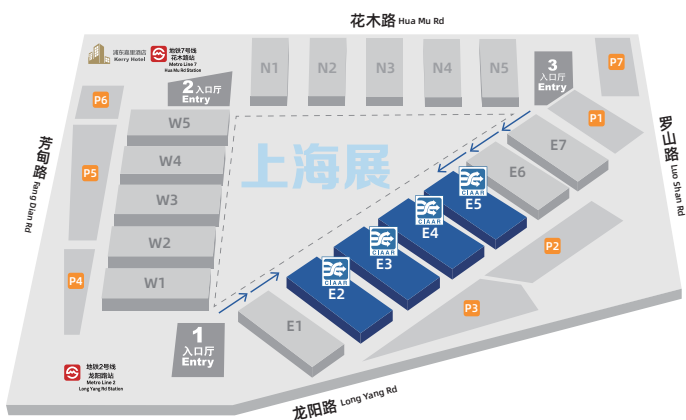 花木路 Hua Mu Rd
浦东嘉里酒店
Kerry Hotel
地铁7号线
花木路站
Metro Line 7
Hua Mu Rd Station
N1
N2
N3
N4
N5
3
入口厅
Entry
P7
2 入口厅
Entry
P6
P1
W5
芳甸路 Fang Dian Rd
罗山路 Luo Shan Rd
W4
上海展
E7
P5
E6
W3
CIAAR
E5
CIAAR
E4
W2
CIAAR
E3
P2
P4
W1
CIAAR
E2
P3
1
入口厅
Entry
E1
地铁2号线
龙阳路站
Metro Line 2
Long Yang Rd Station
龙阳路 Long Yang Rd